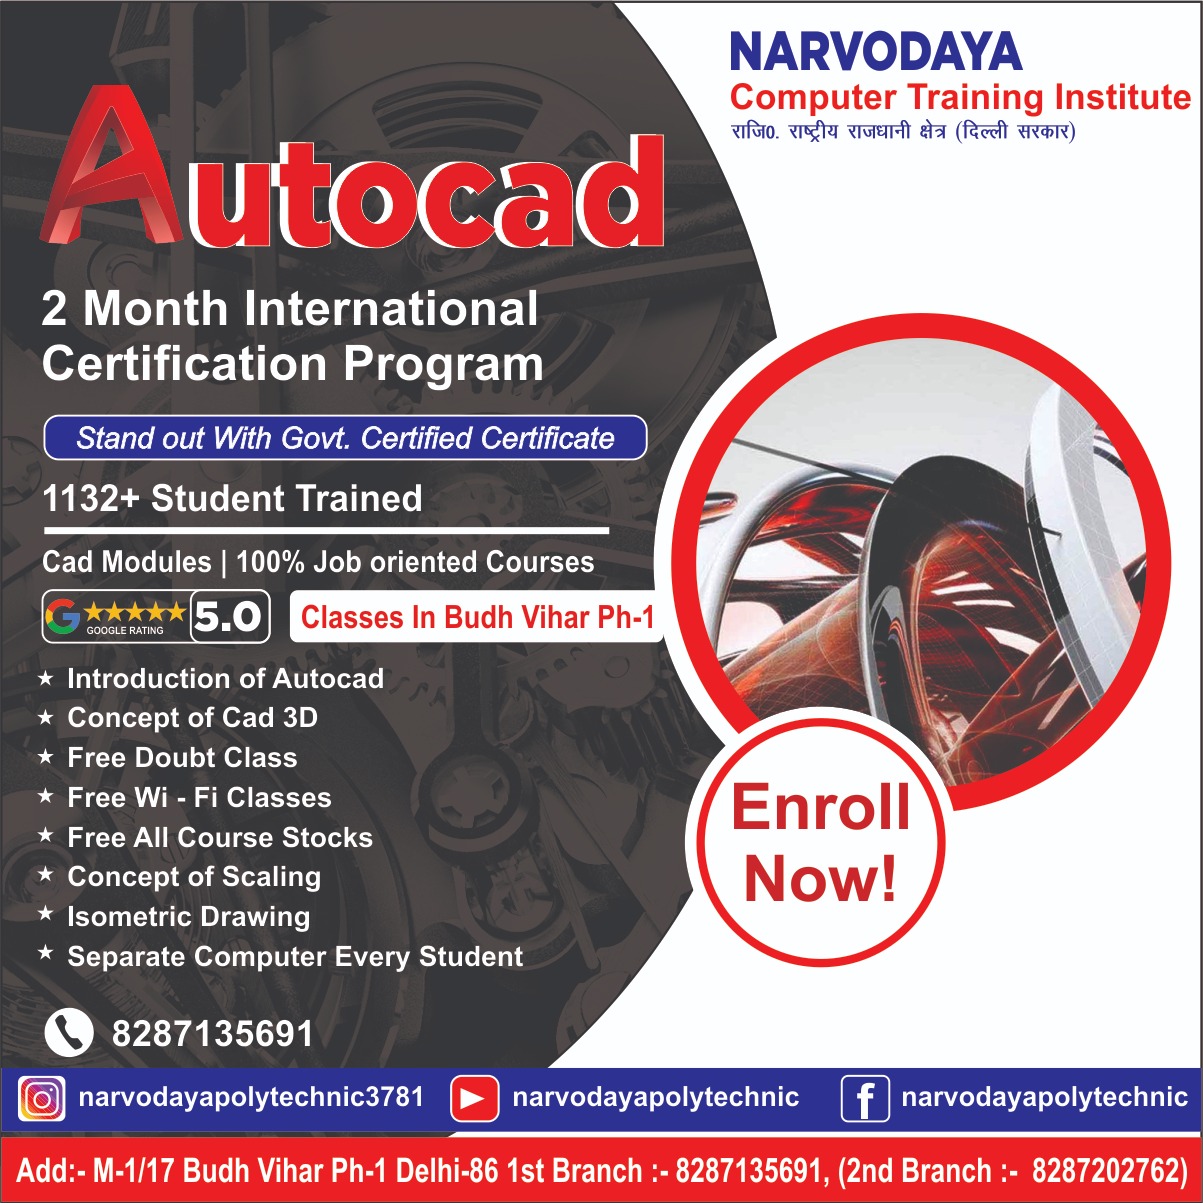 NARVODAYA
Computer Training Institute
राजि0. राष्ट्रीय राजधानी क्षेत्र (दिल्ली सरकार)
Autocad
2 Month International
Certification Program
Stand out With Govt. Certified Certificate
1132+ Student Trained
Cad Modules | 100% Job oriented Courses
GOOGLE RATING
5.0
Classes In Budh Vihar Ph-1
★ Introduction of Autocad
★ Concept of Cad 3D
★ Free Doubt Class
★ Free Wi - Fi Classes
★ Free All Course Stocks
★ Concept of Scaling
★ Isometric Drawing
★ Separate Computer Every Student
Enroll
Now!
8287135691
narvodayapolytechnic3781
narvodayapolytechnic
narvodayapolytechnic
Add:- M-1/17 Budh Vihar Ph-1 Delhi-86 1st Branch :- 8287135691, (2nd Branch :- 8287202762)